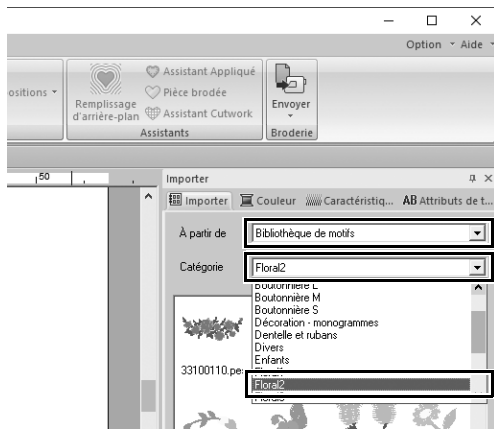 Option Aide
ositions
Remplissage d'arrière-plan
Assistant Appliqué
Pièce brodée
Assistant Cutwork
Envoyer
Assistants
Broderie
50
Importer
Importer Couleur Caractéristiq... AB Attributs de t...
À partir de Bibliothèque de motifs
Catégorie Floral2
Boutonnière L
Boutonnière M
Boutonnière S
Décoration - monogrammes
Dentelle et rubans
Divers
Enfants
Floral2
33100110.pe